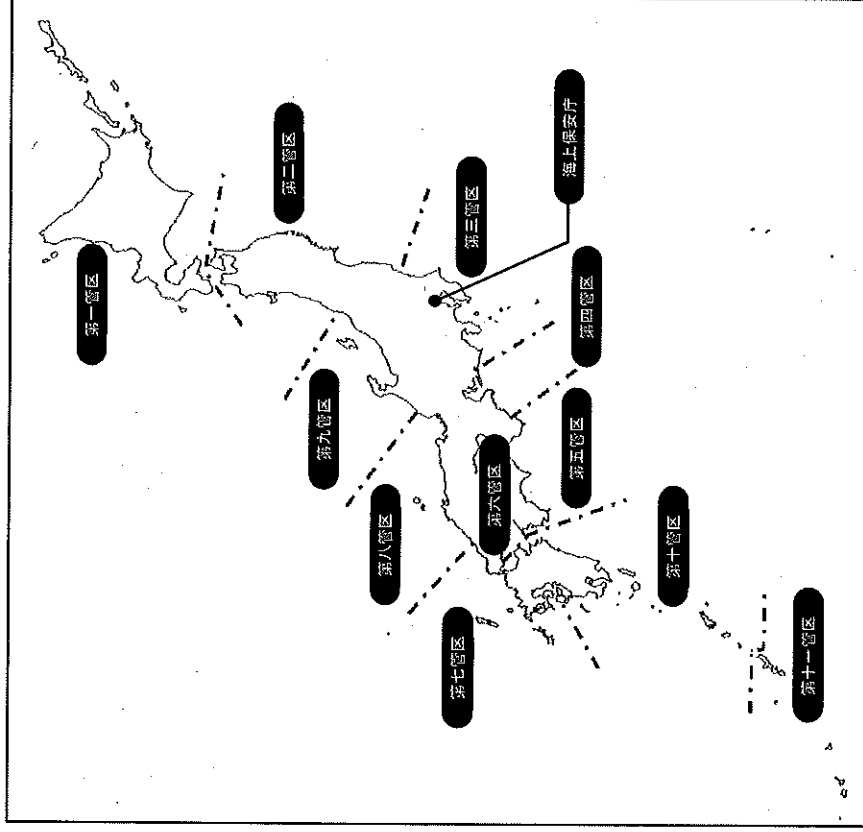 第一管区
第二管区
第三管区
海上保安庁
第四管区
第五管区
第六管区
第七管区
第八管区
第九管区
第十管区
第十一管区